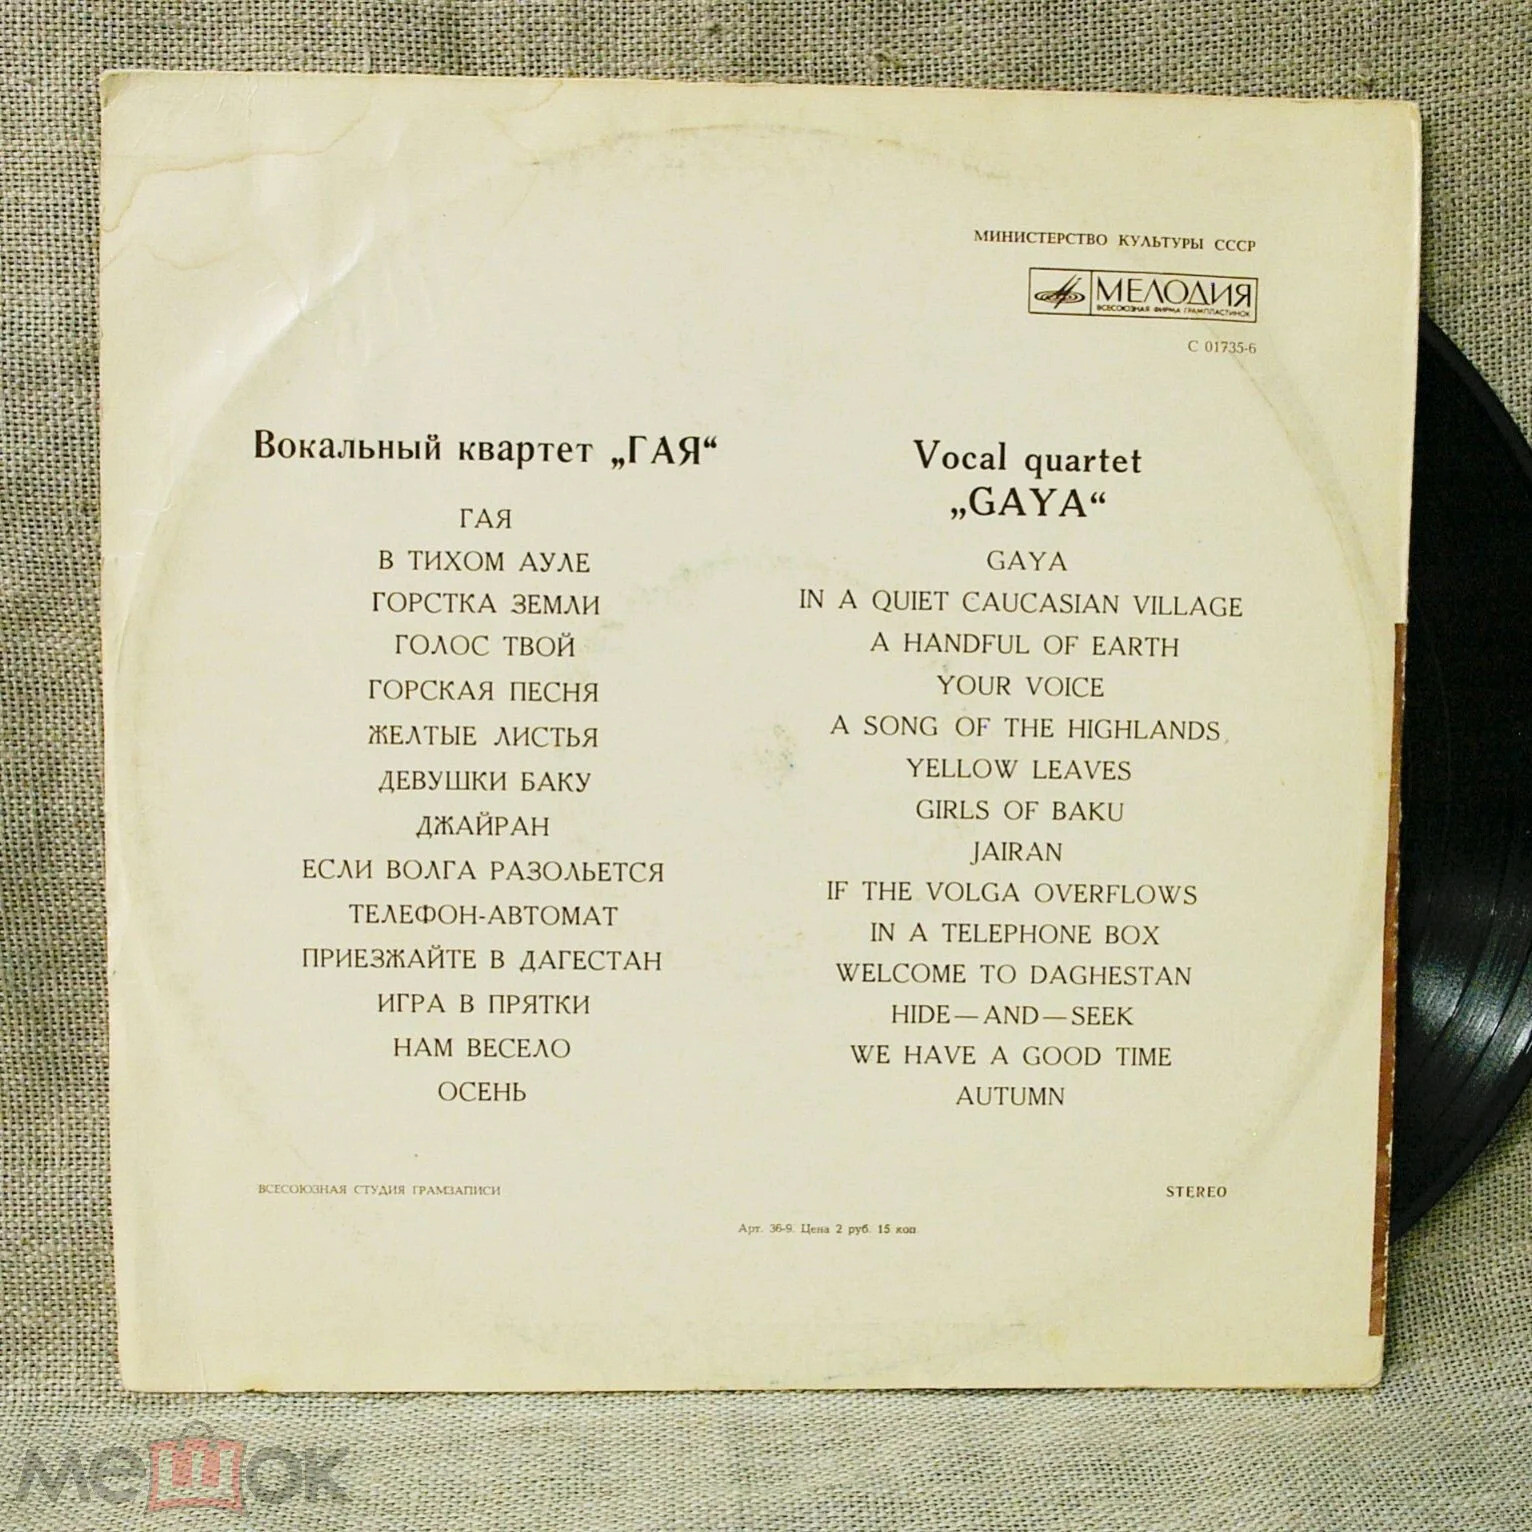 МИНИСТЕРСТВО КУЛЬТУРЫ СССР
МЕЛОДИЯ
ВСЕСОЮЗНАЯ ФИРМА ГРАМПЛАСТИНОК
С 01735-6
Вокальный квартет „ГАЯ“
ГАЯ
В ТИХОМ АУЛЕ
ГОРСТКА ЗЕМЛИ
ГОЛОС ТВОЙ
ГОРСКАЯ ПЕСНЯ
ЖЕЛТЫЕ ЛИСТЬЯ
ДЕВУШКИ БАКУ
ДЖАЙРАН
ЕСЛИ ВОЛГА РАЗОЛЬЕТСЯ
ТЕЛЕФОН-АВТОМАТ
ПРИЕЗЖАЙТЕ В ДАГЕСТАН
ИГРА В ПРЯТКИ
НАМ ВЕСЕЛО
ОСЕНЬ
Vocal quartet
„GAYA“
GAYA
IN A QUIET CAUCASIAN VILLAGE
A HANDFUL OF EARTH
YOUR VOICE
A SONG OF THE HIGHLANDS
YELLOW LEAVES
GIRLS OF BAKU
JAIRAN
IF THE VOLGA OVERFLOWS
IN A TELEPHONE BOX
WELCOME TO DAGHESTAN
HIDE—AND—SEEK
WE HAVE A GOOD TIME
AUTUMN
ВСЕСОЮЗНАЯ СТУДИЯ ГРАМЗАПИСИ
STEREO
Арт. 36-9. Цена 2 руб. 15 коп.
мешок